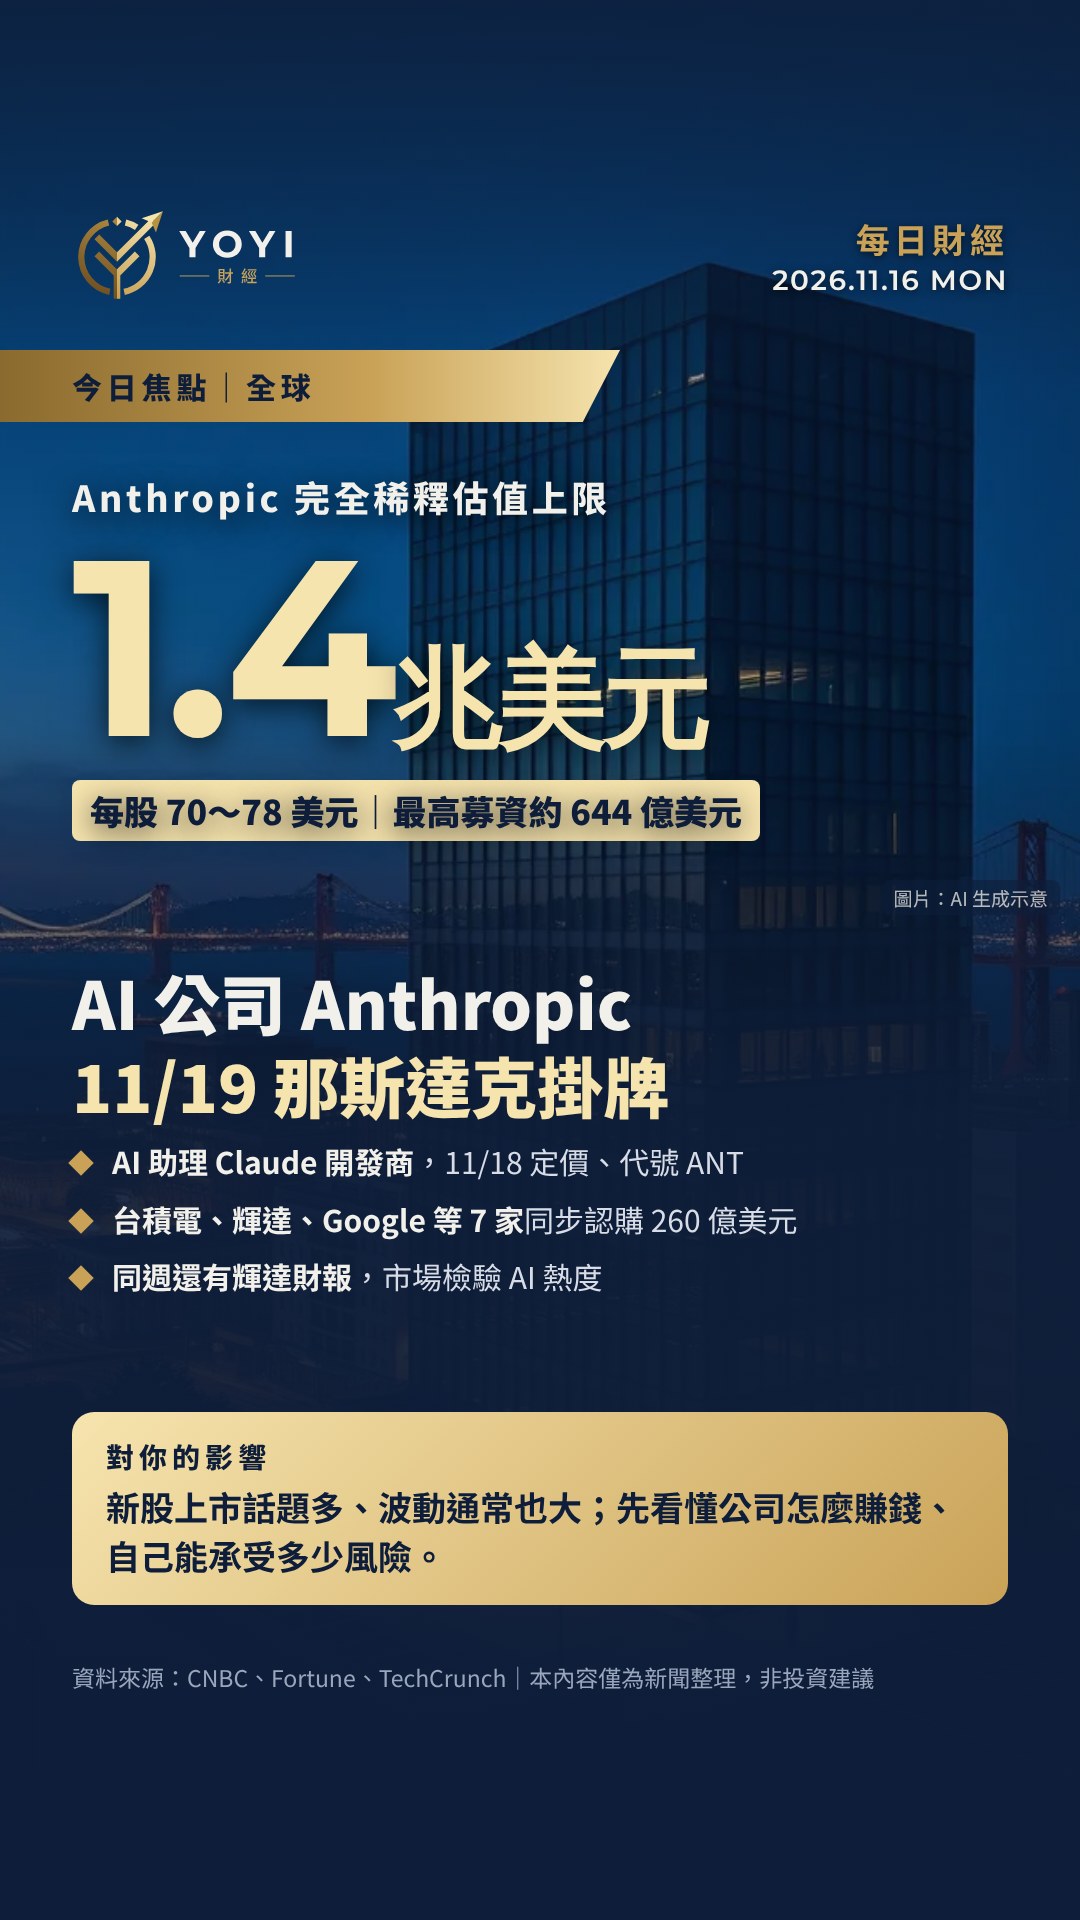 YOYI
財經
每日財經
2026.11.16 MON
今日焦點｜全球
Anthropic 完全稀釋估值上限
1.4兆美元
每股 70～78 美元｜最高募資約 644 億美元
圖片：AI 生成示意
AI 公司 Anthropic
11/19 那斯達克掛牌
AI 助理 Claude 開發商，11/18 定價、代號 ANT
台積電、輝達、Google 等 7 家同步認購 260 億美元
同週還有輝達財報，市場檢驗 AI 熱度
對你的影響
新股上市話題多、波動通常也大；先看懂公司怎麼賺錢、
自己能承受多少風險。
資料來源：CNBC、Fortune、TechCrunch｜本內容僅為新聞整理，非投資建議